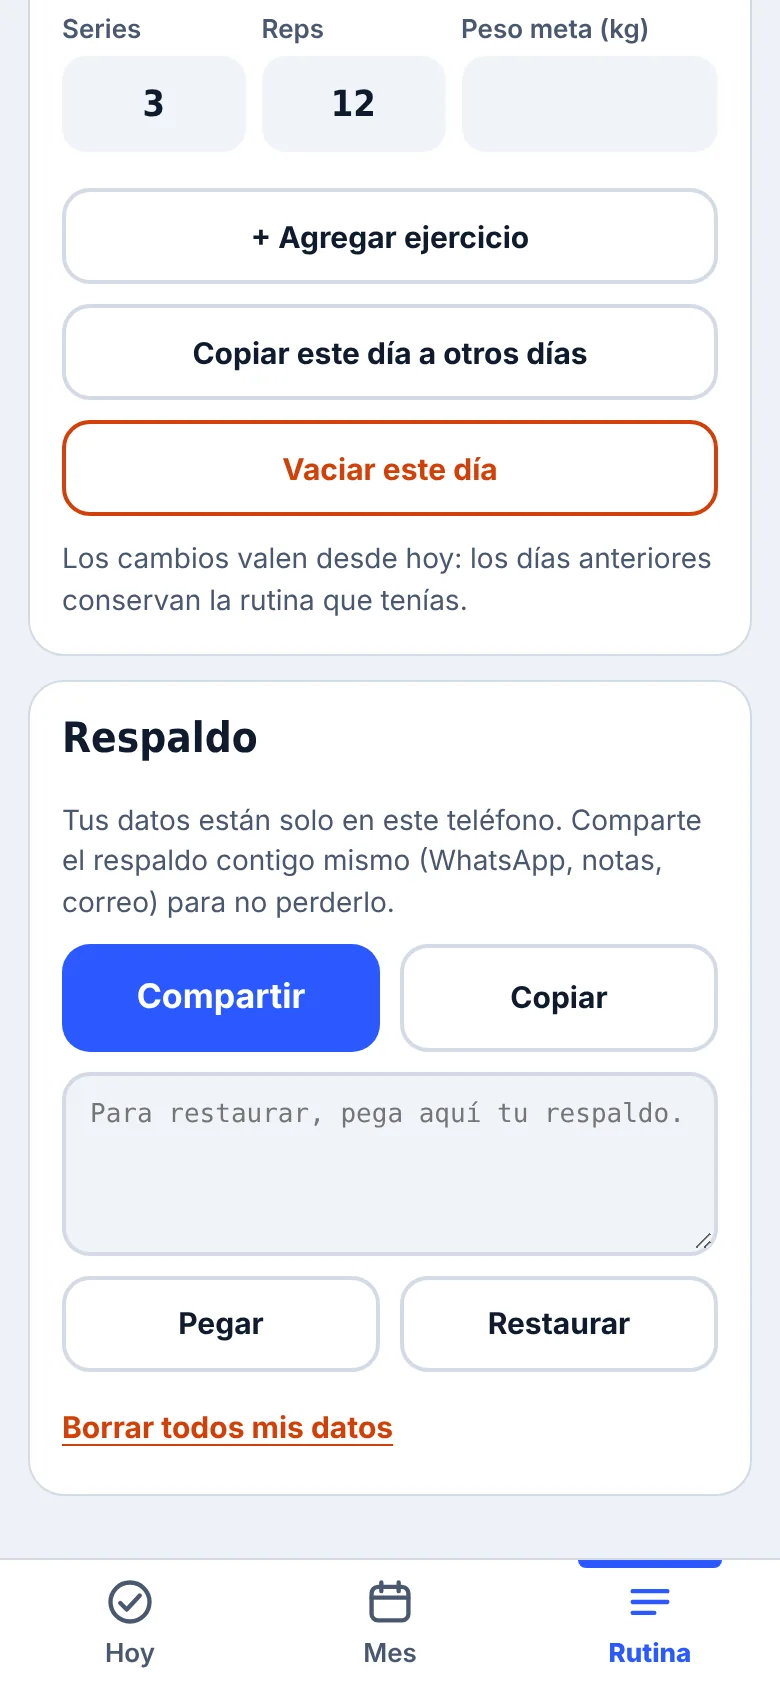 Series Reps Peso meta (kg)
3 12
+ Agregar ejercicio
Copiar este día a otros días
Vaciar este día
Los cambios valen desde hoy: los días anteriores
conservan la rutina que tenías.
Respaldo
Tus datos están solo en este teléfono. Comparte
el respaldo contigo mismo (WhatsApp, notas,
correo) para no perderlo.
Compartir Copiar
Para restaurar, pega aquí tu respaldo.
Pegar Restaurar
Borrar todos mis datos
Hoy Mes Rutina